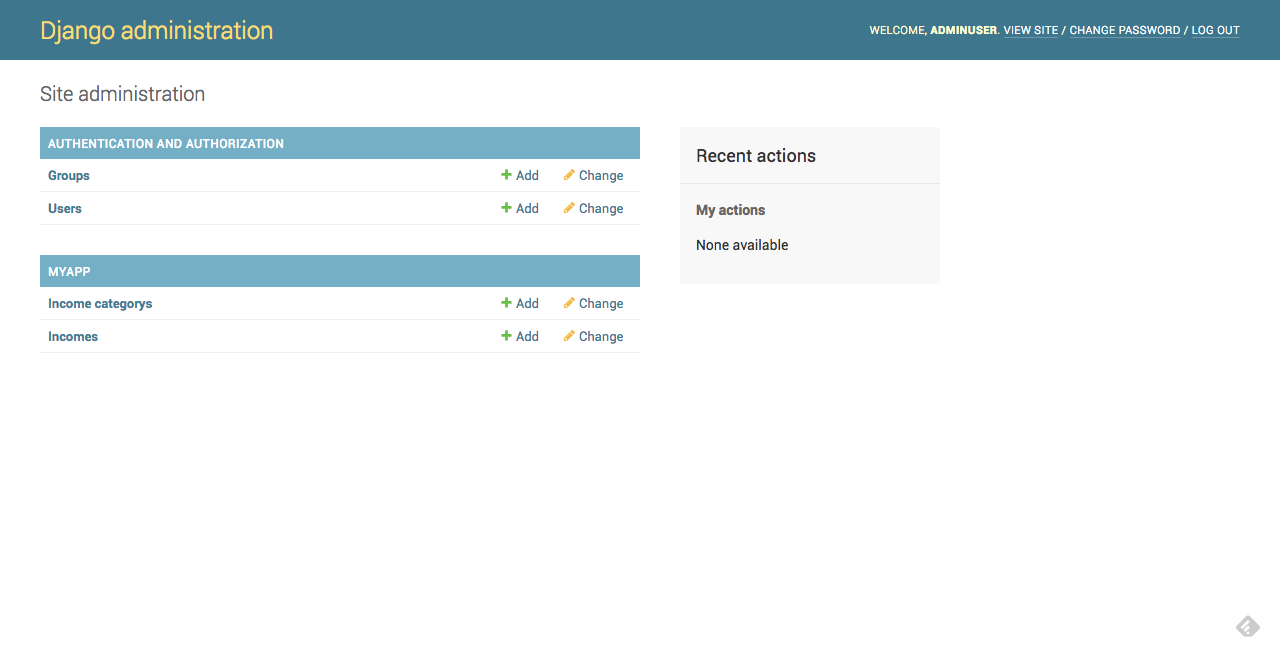 Django administration
WELCOME, ADMINUSER. VIEW SITE / CHANGE PASSWORD / LOG OUT
Site administration
AUTHENTICATION AND AUTHORIZATION
Groups Add Change
Users Add Change
MYAPP
Income categorys Add Change
Incomes Add Change
Recent actions
My actions
None available